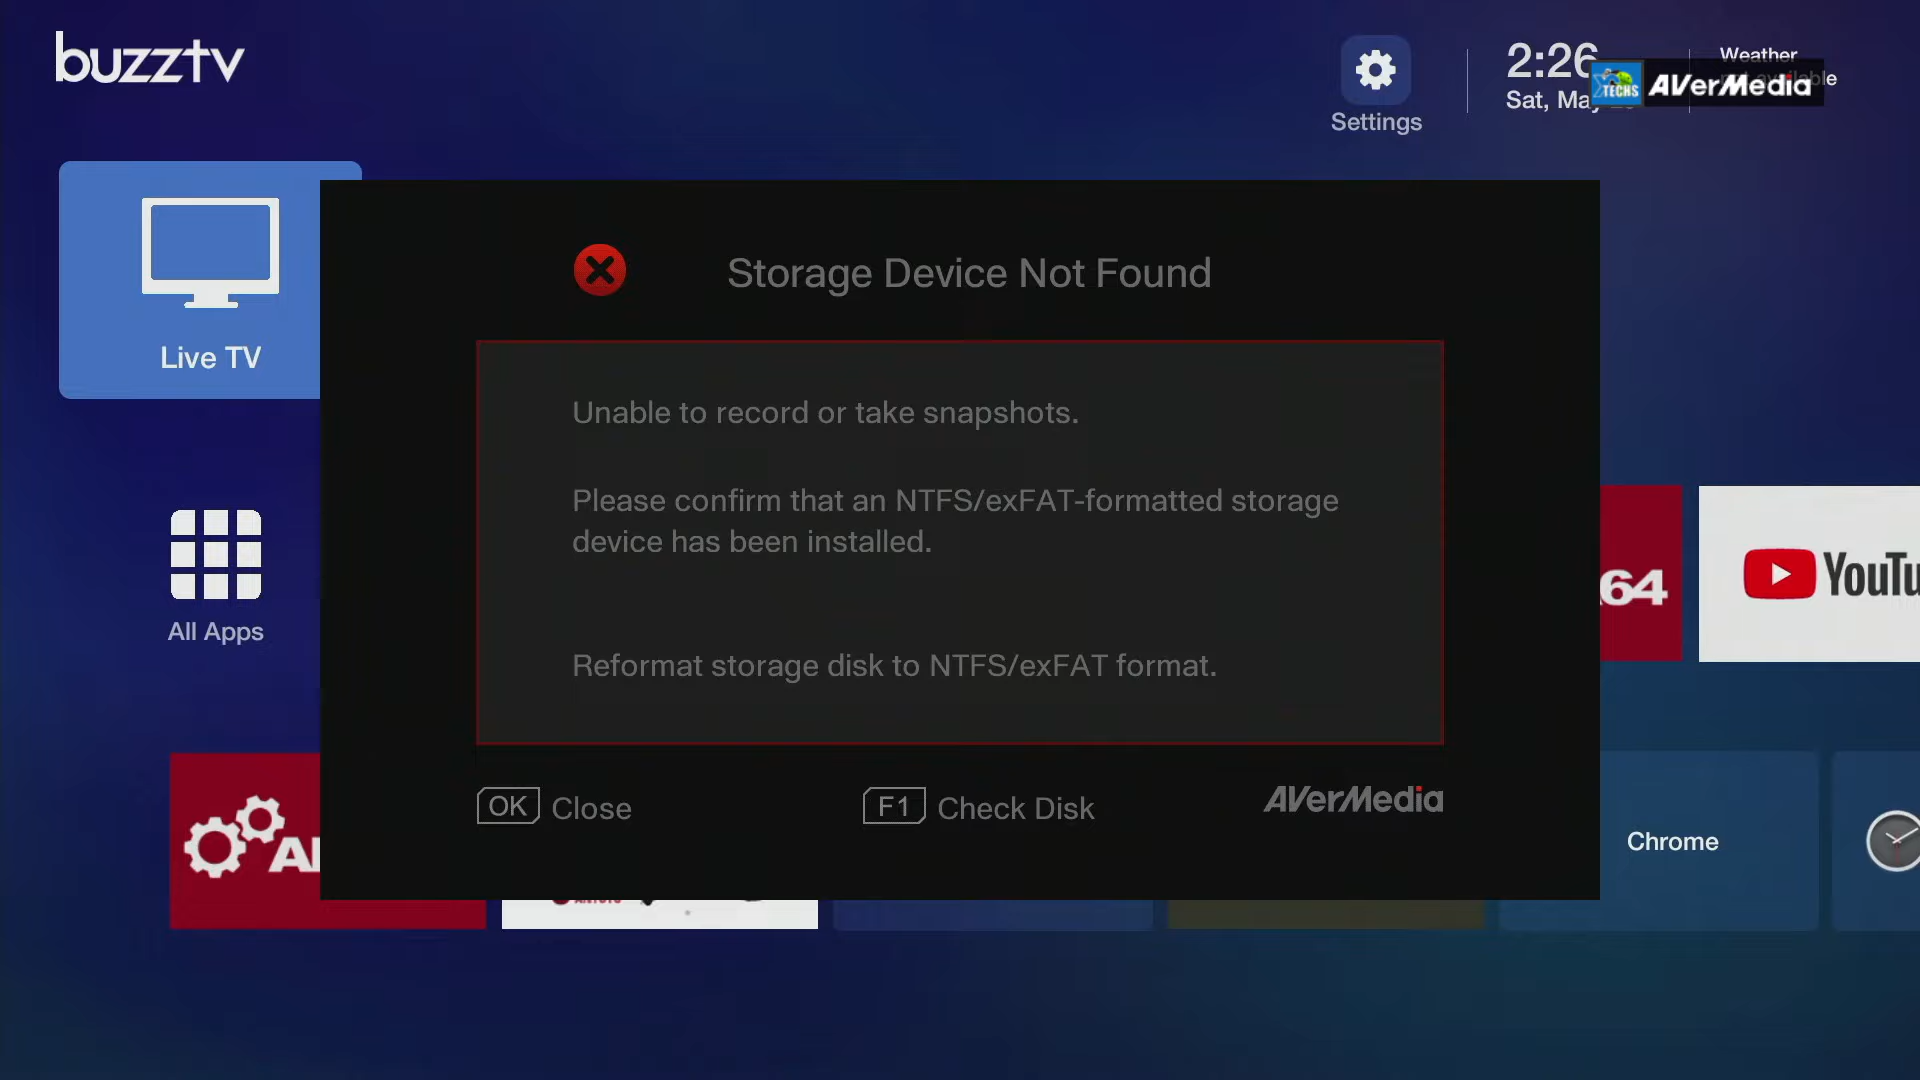 buzztv
Settings
2:26
Sat, May
Weather
XTECHS
AVerMedia
Live TV
Storage Device Not Found
Unable to record or take snapshots.
Please confirm that an NTFS/exFAT-formatted storage
device has been installed.
Reformat storage disk to NTFS/exFAT format.
OK Close
F1 Check Disk
AVerMedia
All Apps
64
YouTu
Chrome